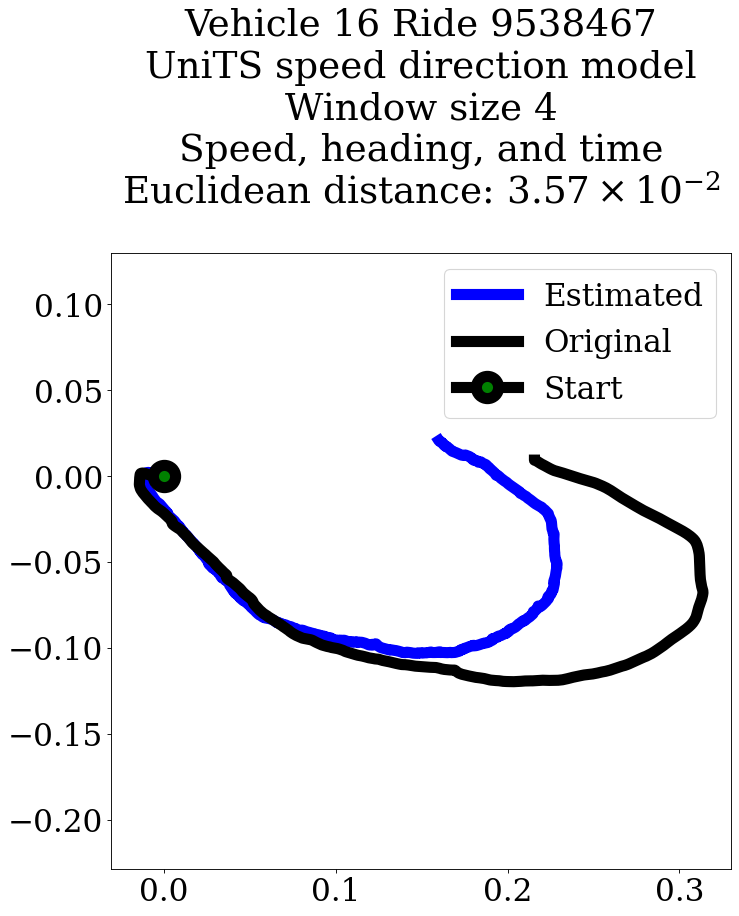 Vehicle 16 Ride 9538467
UniTS speed direction model
Window size 4
Speed, heading, and time
Euclidean distance: 3.57 × 10⁻²
Estimated
Original
Start
0.10
0.05
0.00
−0.05
−0.10
−0.15
−0.20
0.0 0.1 0.2 0.3